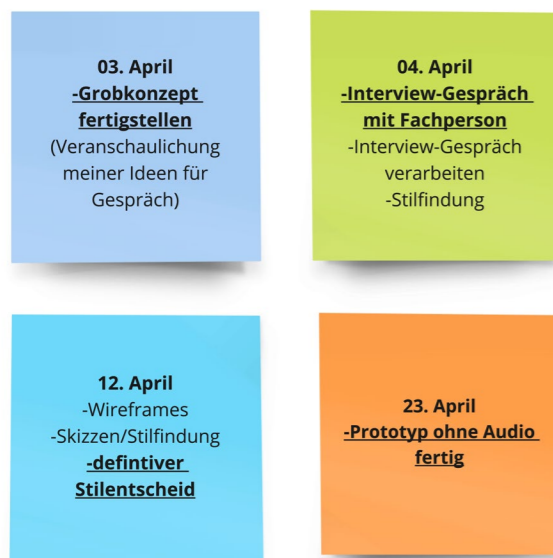 03. April
-Grobkonzept
fertigstellen
(Veranschaulichung
meiner Ideen für
Gespräch)
04. April
-Interview-Gespräch
mit Fachperson
-Interview-Gespräch
verarbeiten
-Stilfindung
12. April
-Wireframes
-Skizzen/Stilfindung
-defintiver
Stilentscheid
23. April
-Prototyp ohne Audio
fertig